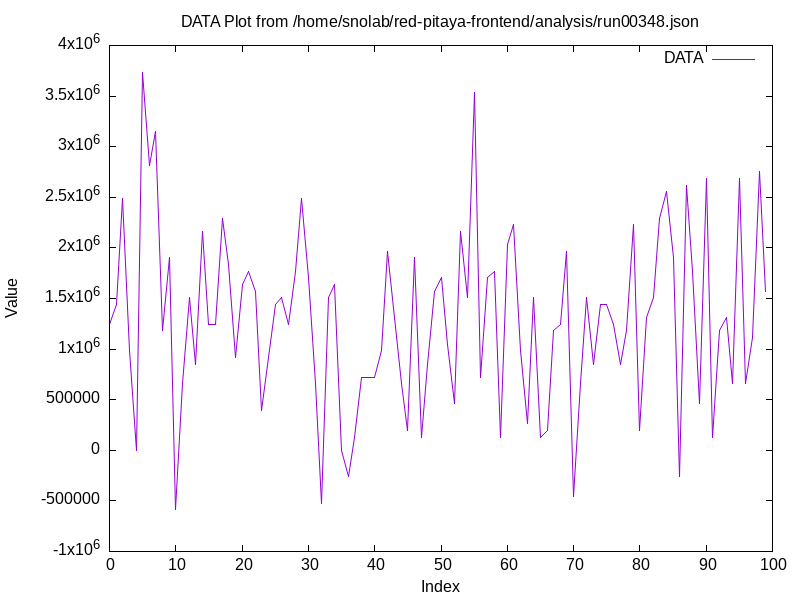 DATA Plot from /home/snolab/red-pitaya-frontend/analysis/run00348.json
DATA
4x10^6
3.5x10^6
3x10^6
2.5x10^6
2x10^6
1.5x10^6
1x10^6
500000
0
-500000
-1x10^6
Value
0 10 20 30 40 50 60 70 80 90 100
Index